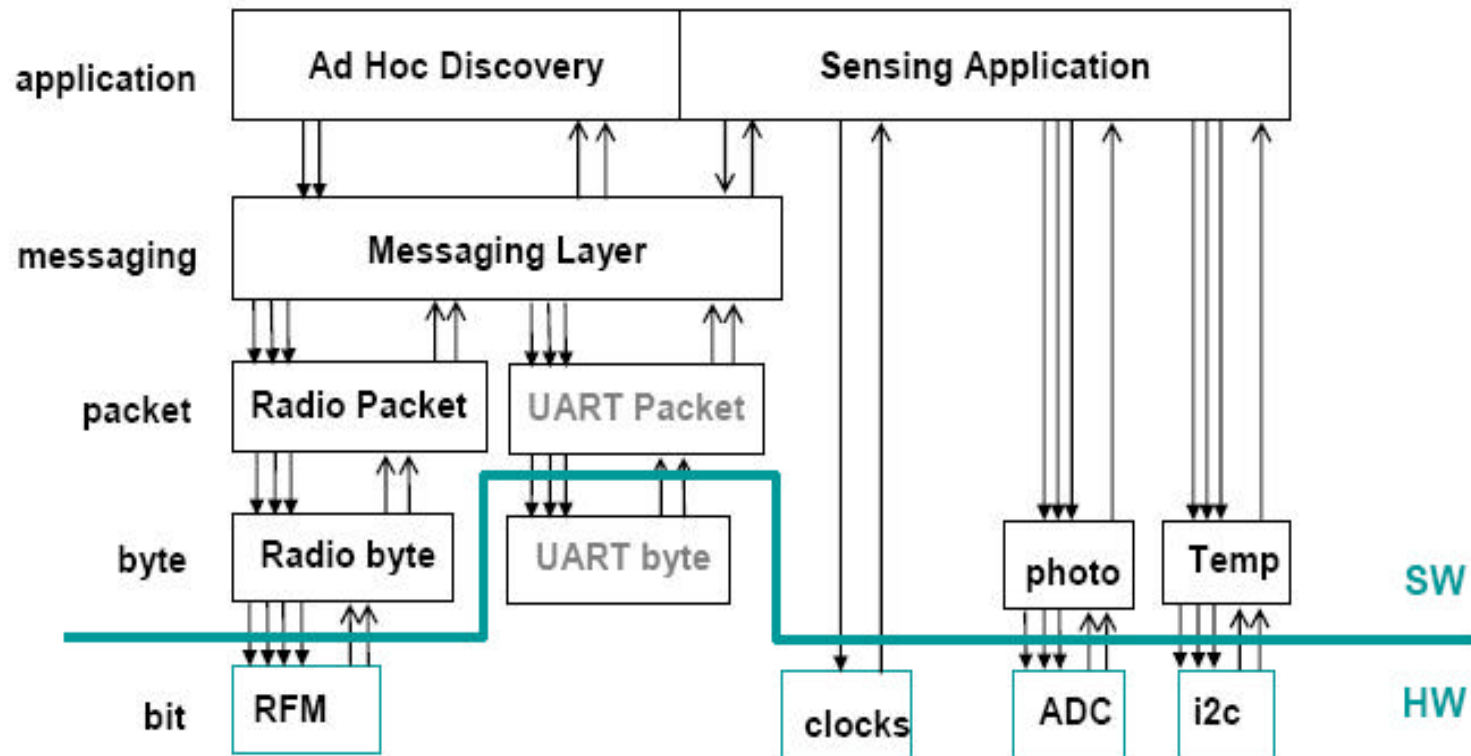 application
Ad Hoc Discovery
Sensing Application
messaging
Messaging Layer
packet
Radio Packet
UART Packet
byte
Radio byte
UART byte
photo
Temp
SW
bit
RFM
clocks
ADC
i2c
HW